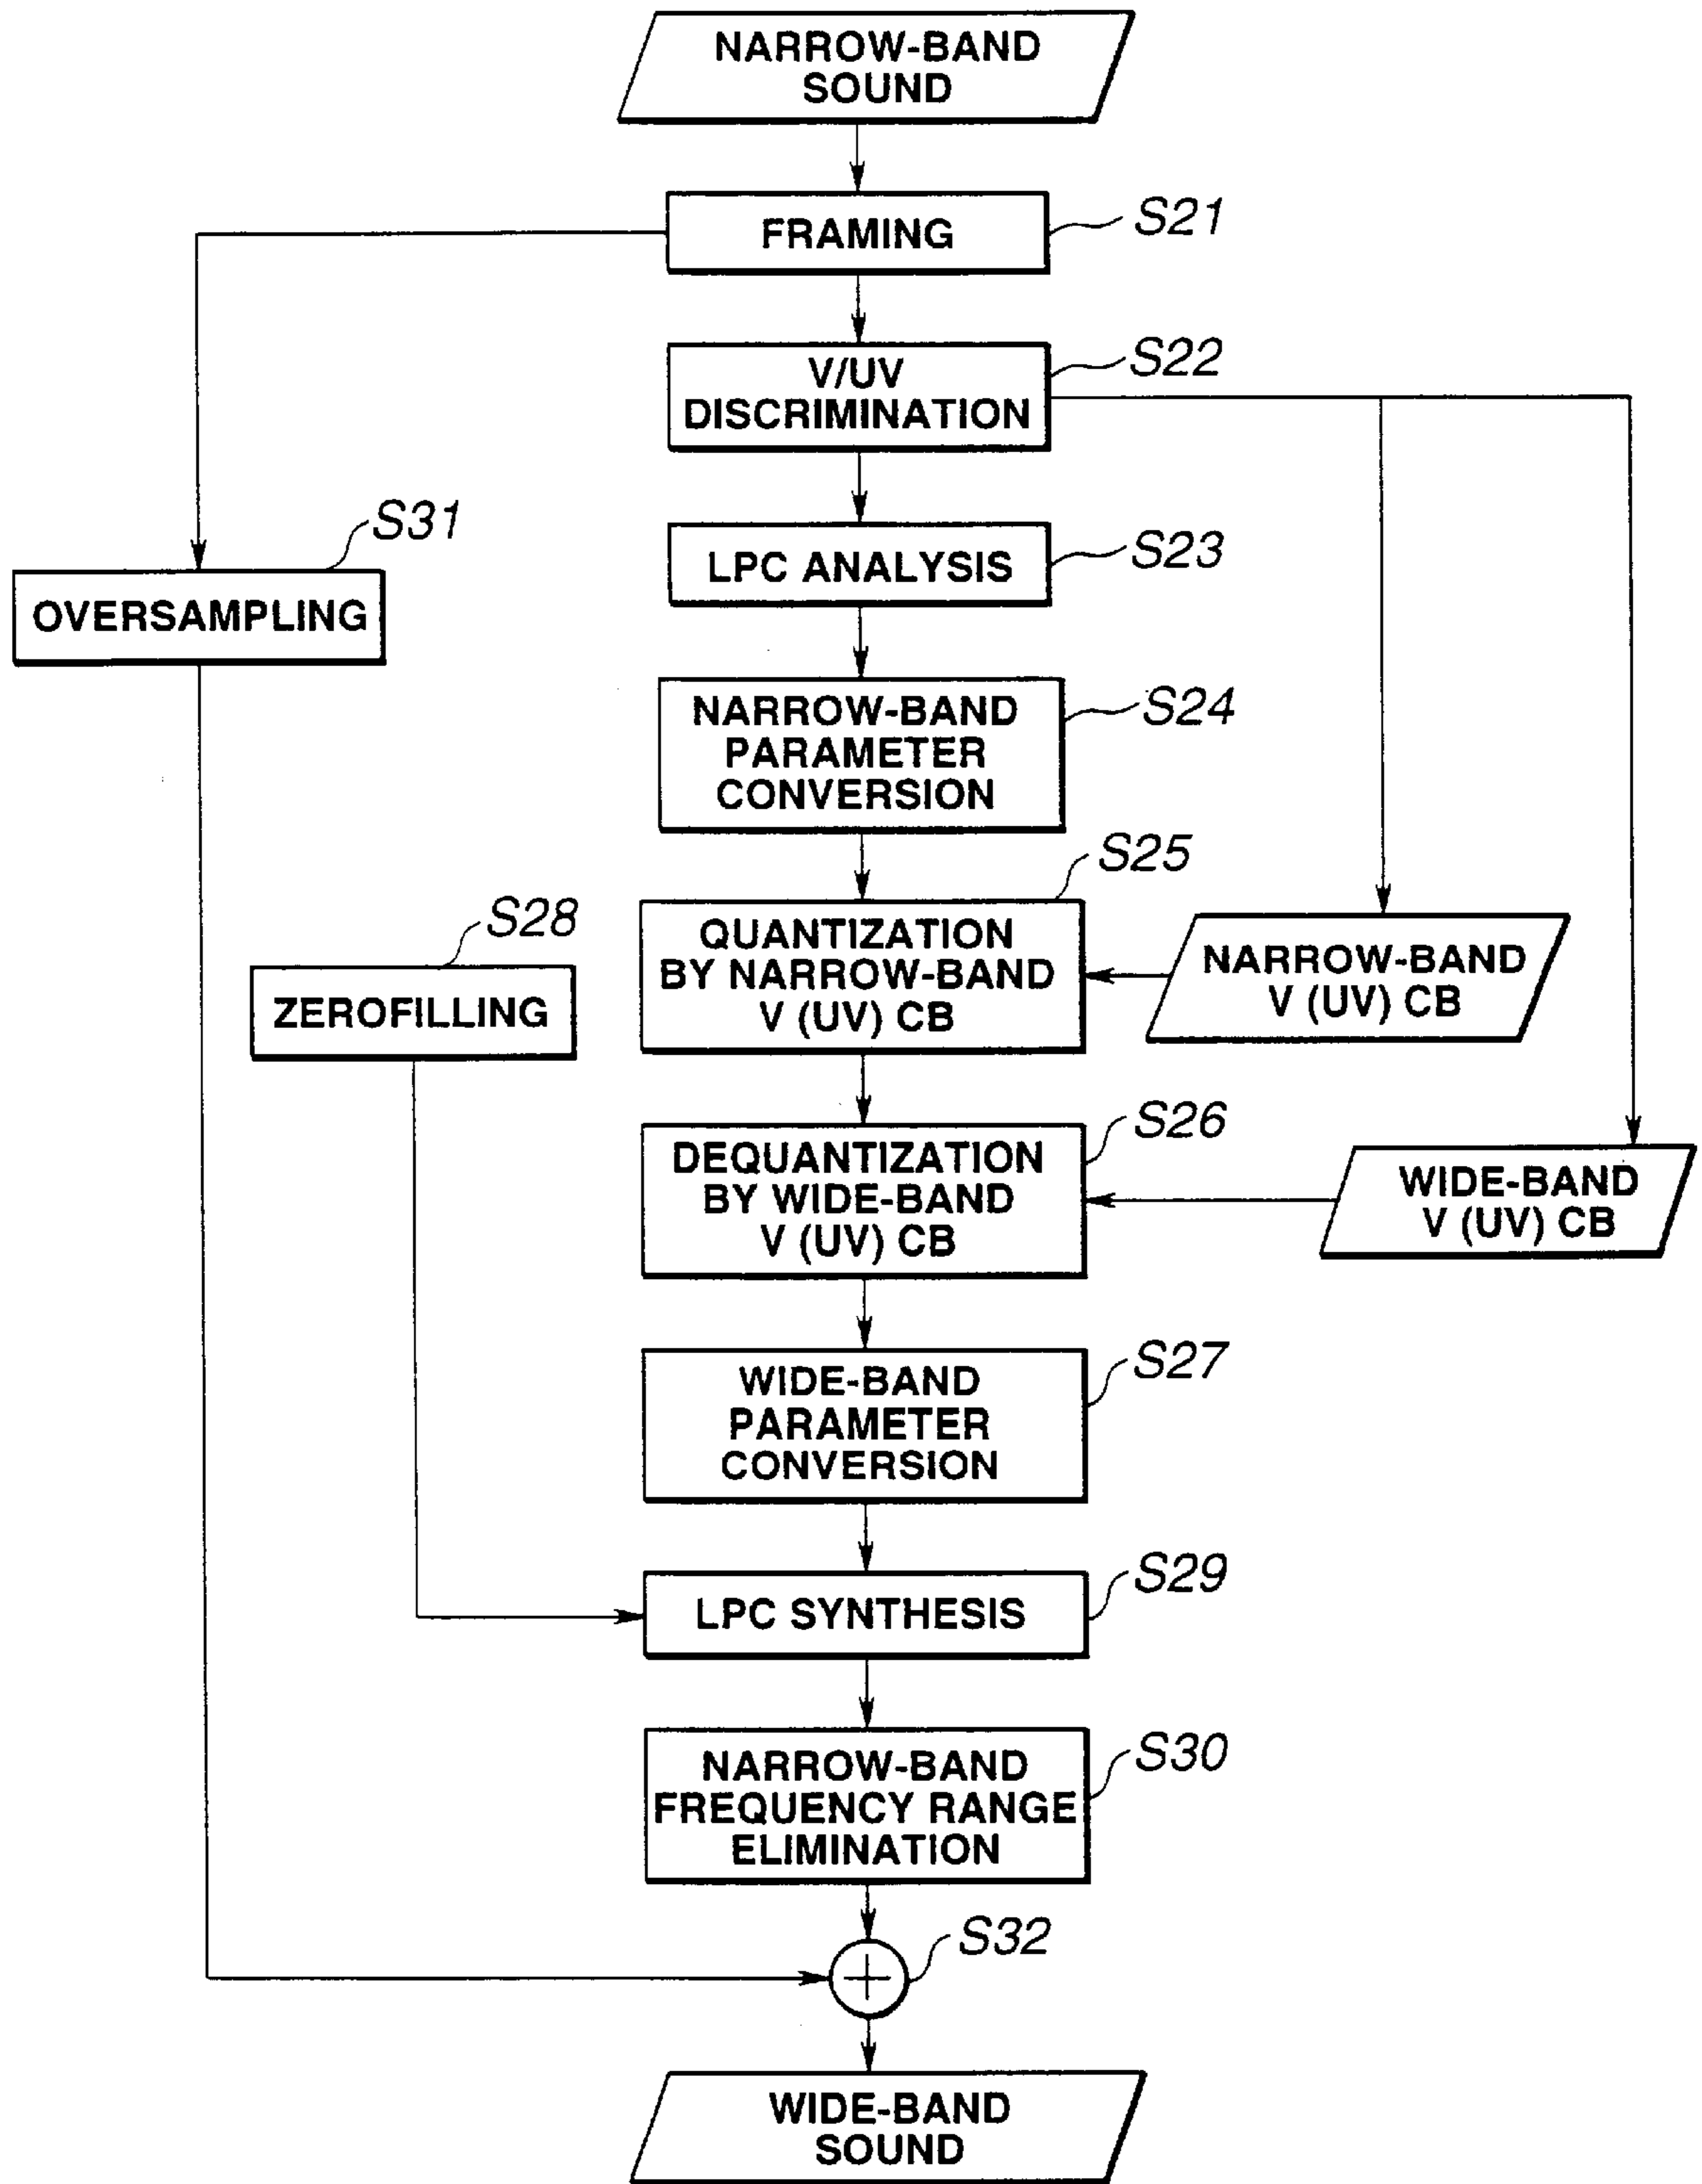 NARROW-BAND
SOUND
FRAMING
S21
V/UV
DISCRIMINATION
S22
LPC ANALYSIS
S23
S31
OVERSAMPLING
NARROW-BAND
PARAMETER
CONVERSION
S24
S25
QUANTIZATION
BY NARROW-BAND
V (UV) CB
NARROW-BAND
V (UV) CB
S28
ZEROFILLING
S26
DEQUANTIZATION
BY WIDE-BAND
V (UV) CB
WIDE-BAND
V (UV) CB
S27
WIDE-BAND
PARAMETER
CONVERSION
S29
LPC SYNTHESIS
S30
NARROW-BAND
FREQUENCY RANGE
ELIMINATION
S32
+
WIDE-BAND
SOUND